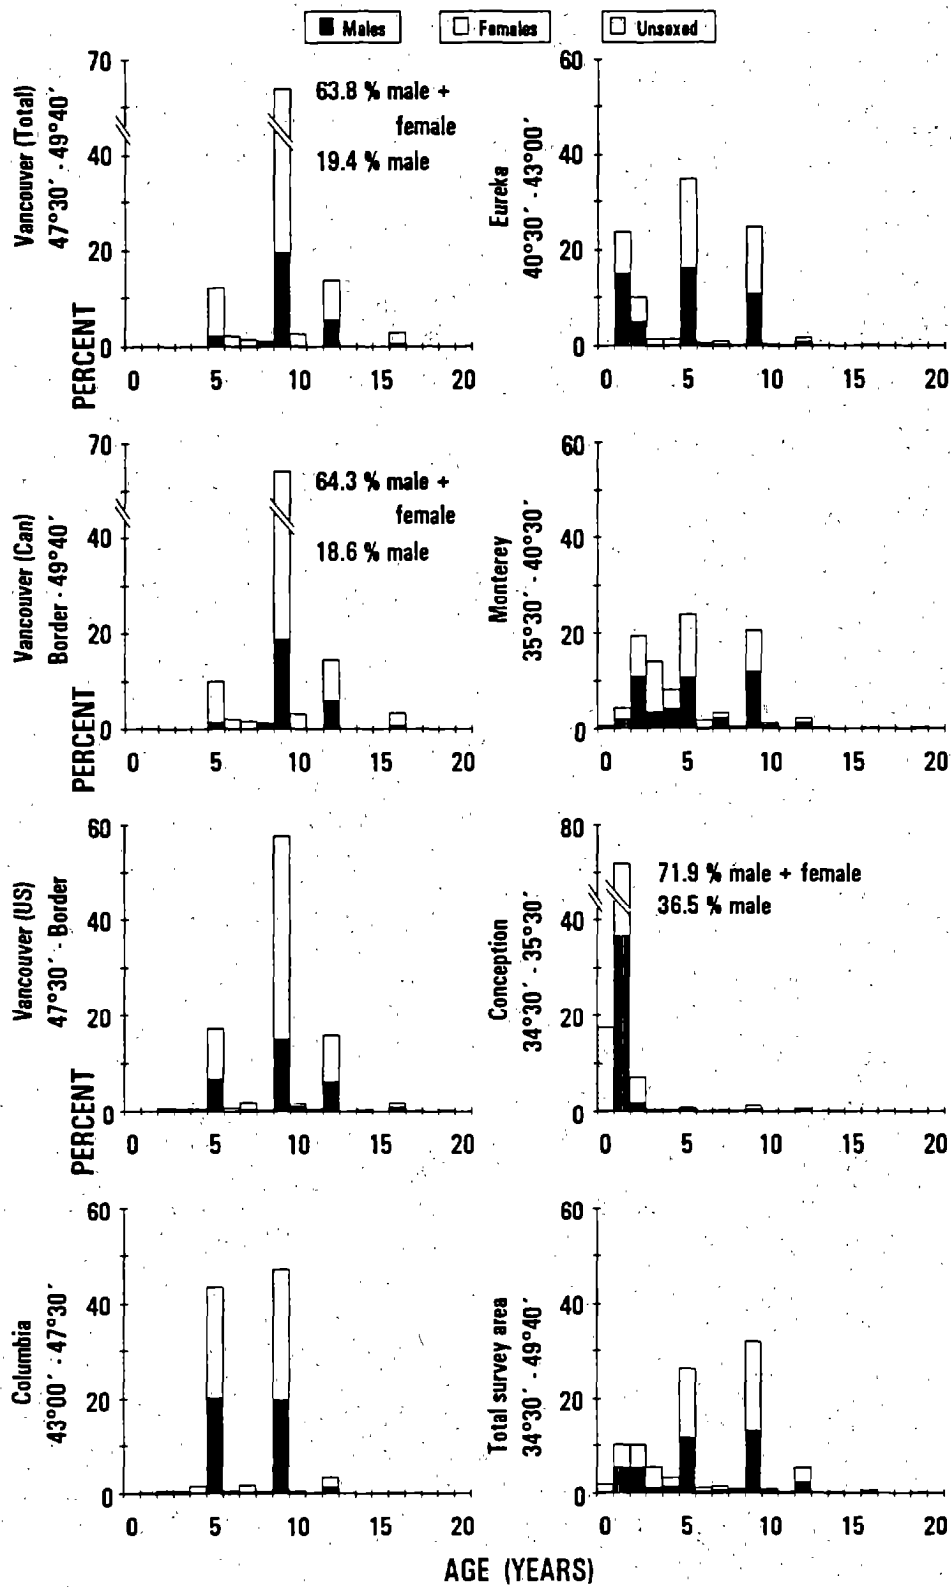 Males Females Unsexed
Vancouver (Total)
47°30´ - 49°40´
PERCENT
70
40
20
0
0 5 10 15 20
63.8 % male +
female
19.4 % male
Eureka
40°30´ - 43°00´
60
40
20
0
0 5 10 15 20
Vancouver (Can)
Border - 49°40´
PERCENT
70
40
20
0
0 5 10 15 20
64.3 % male +
female
18.6 % male
Monterey
35°30´ - 40°30´
60
40
20
0
0 5 10 15 20
Vancouver (US)
47°30´ - Border
PERCENT
60
40
20
0
0 5 10 15 20
Conception
34°30´ - 35°30´
80
40
20
0
0 5 10 15 20
71.9 % male + female
36.5 % male
Columbia
43°00´ - 47°30´
60
40
20
0
0 5 10 15 20
Total survey area
34°30´ - 49°40´
60
40
20
0
0 5 10 15 20
AGE (YEARS)